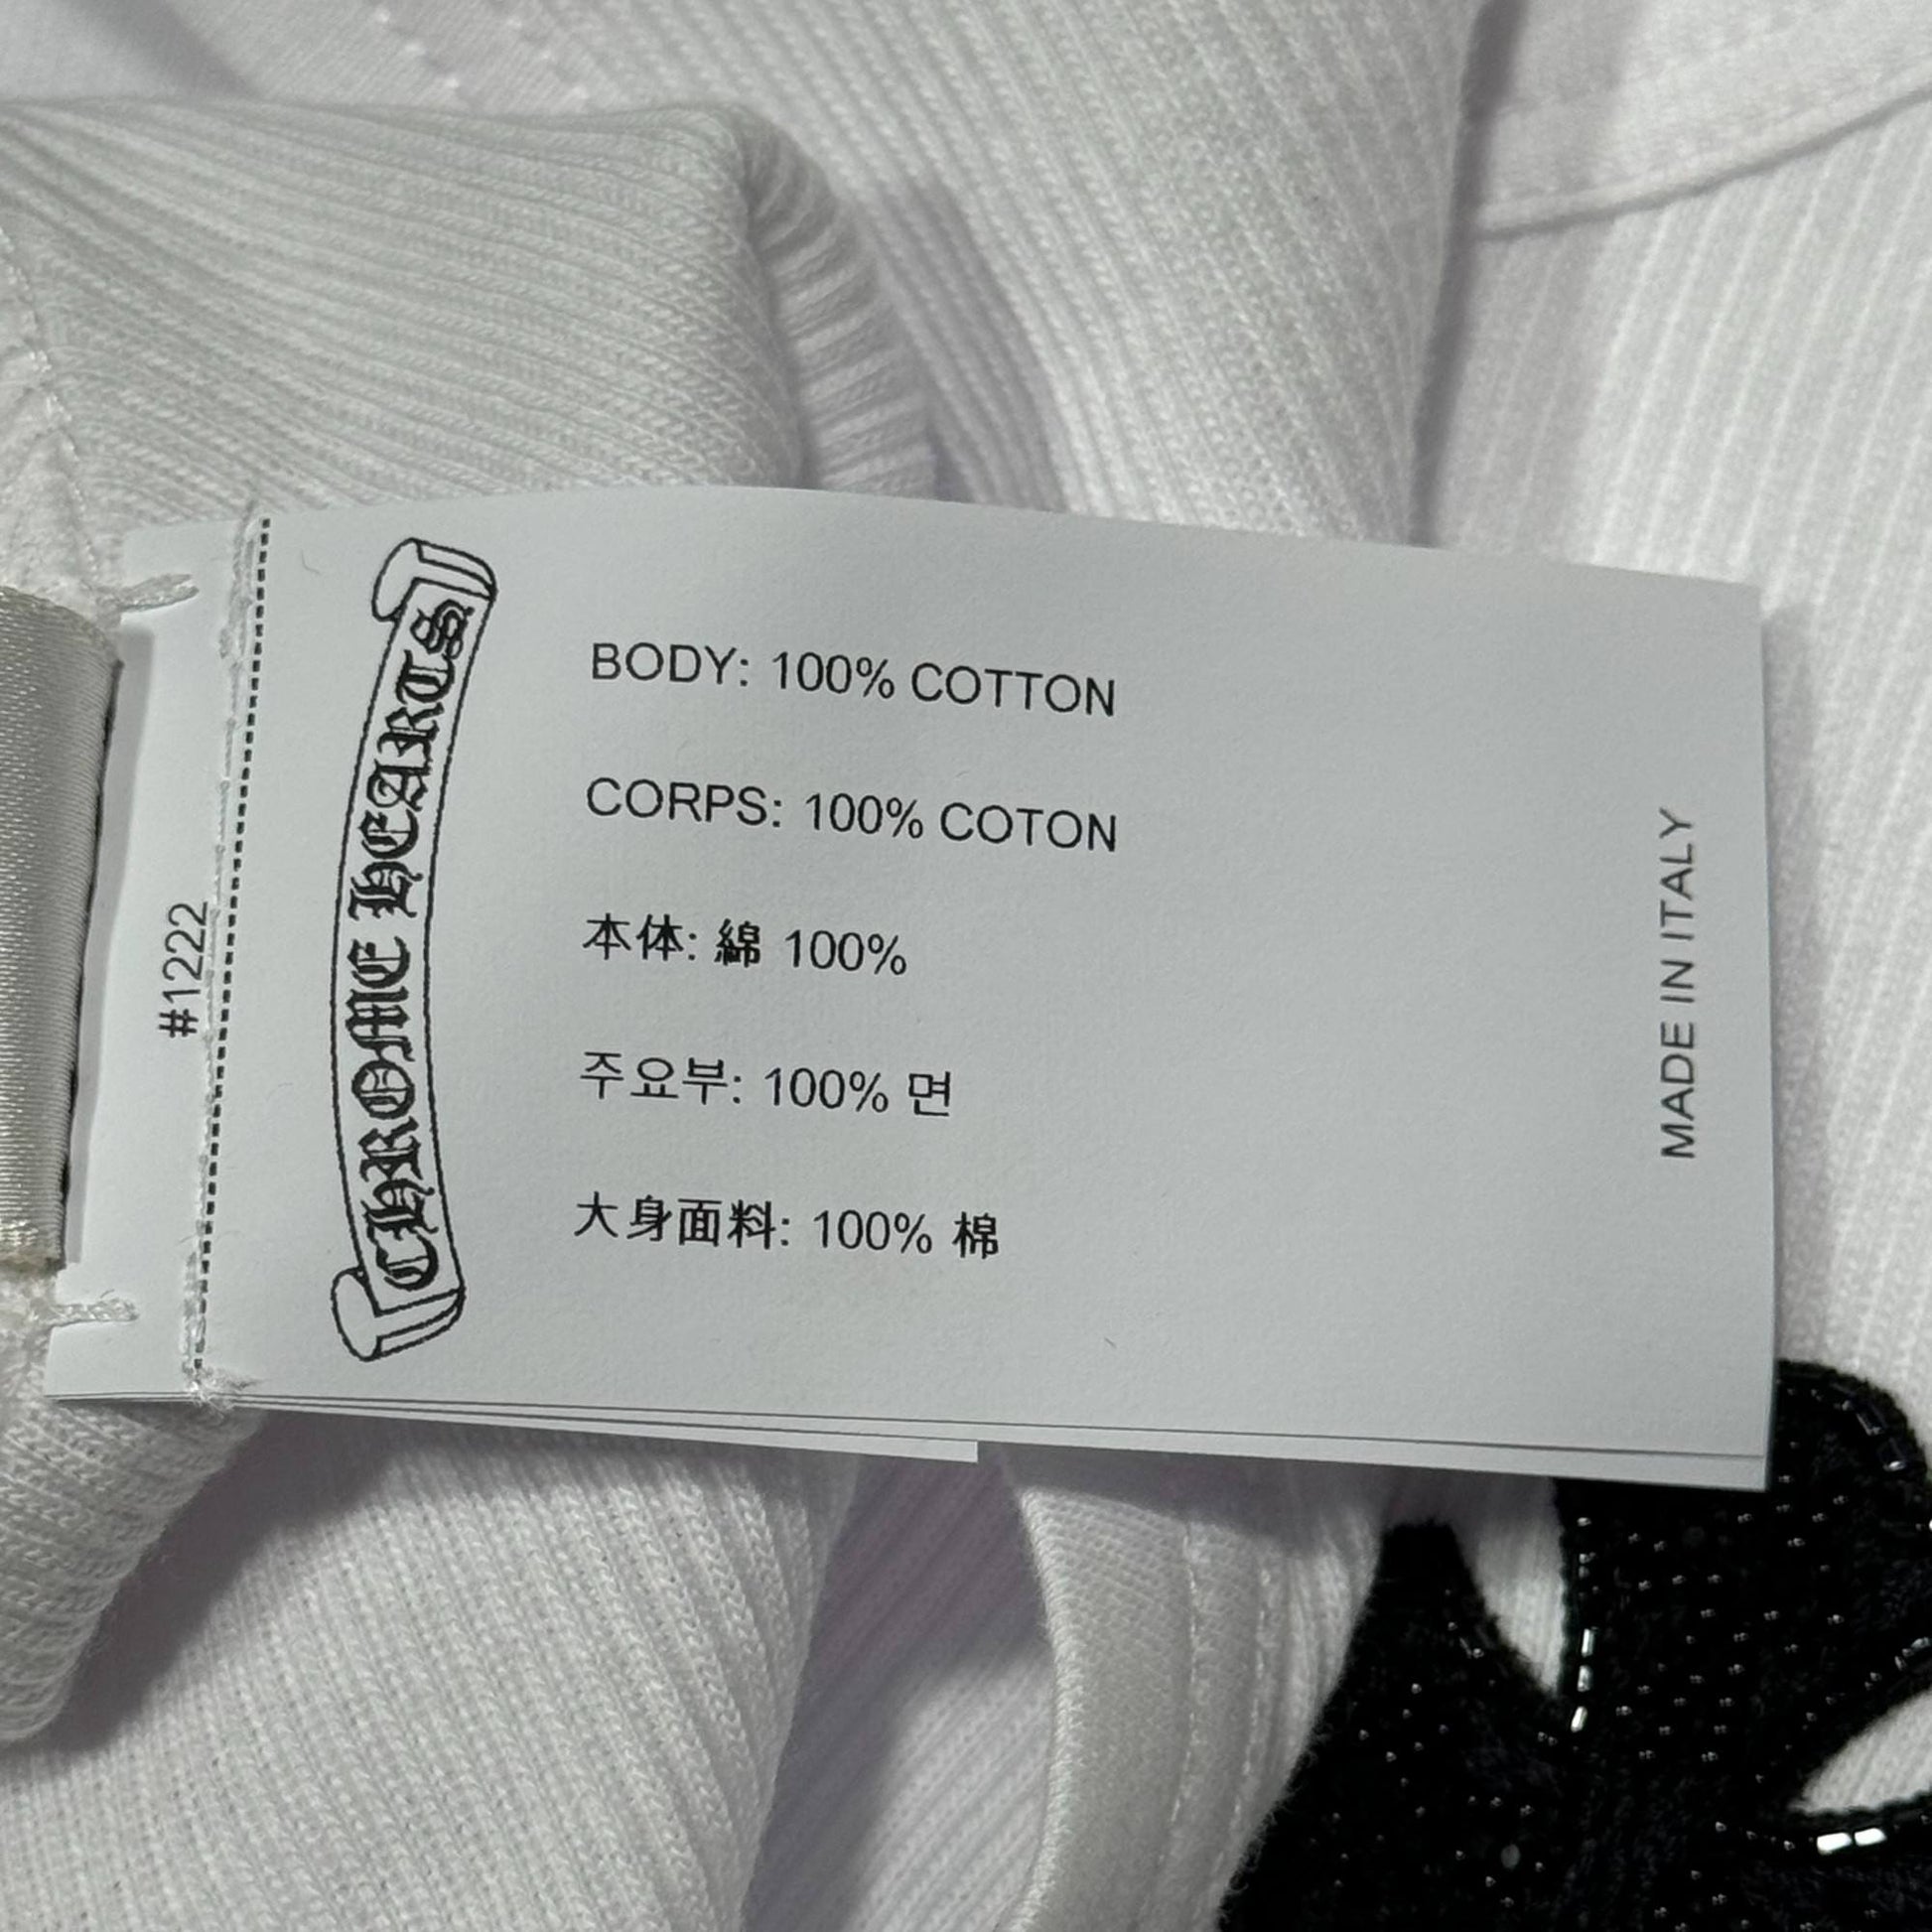 #1222
CHROME HEARTS
BODY: 100% COTTON
CORPS: 100% COTON
本体: 綿 100%
주요부: 100% 면
大身面料: 100% 棉
MADE IN ITALY